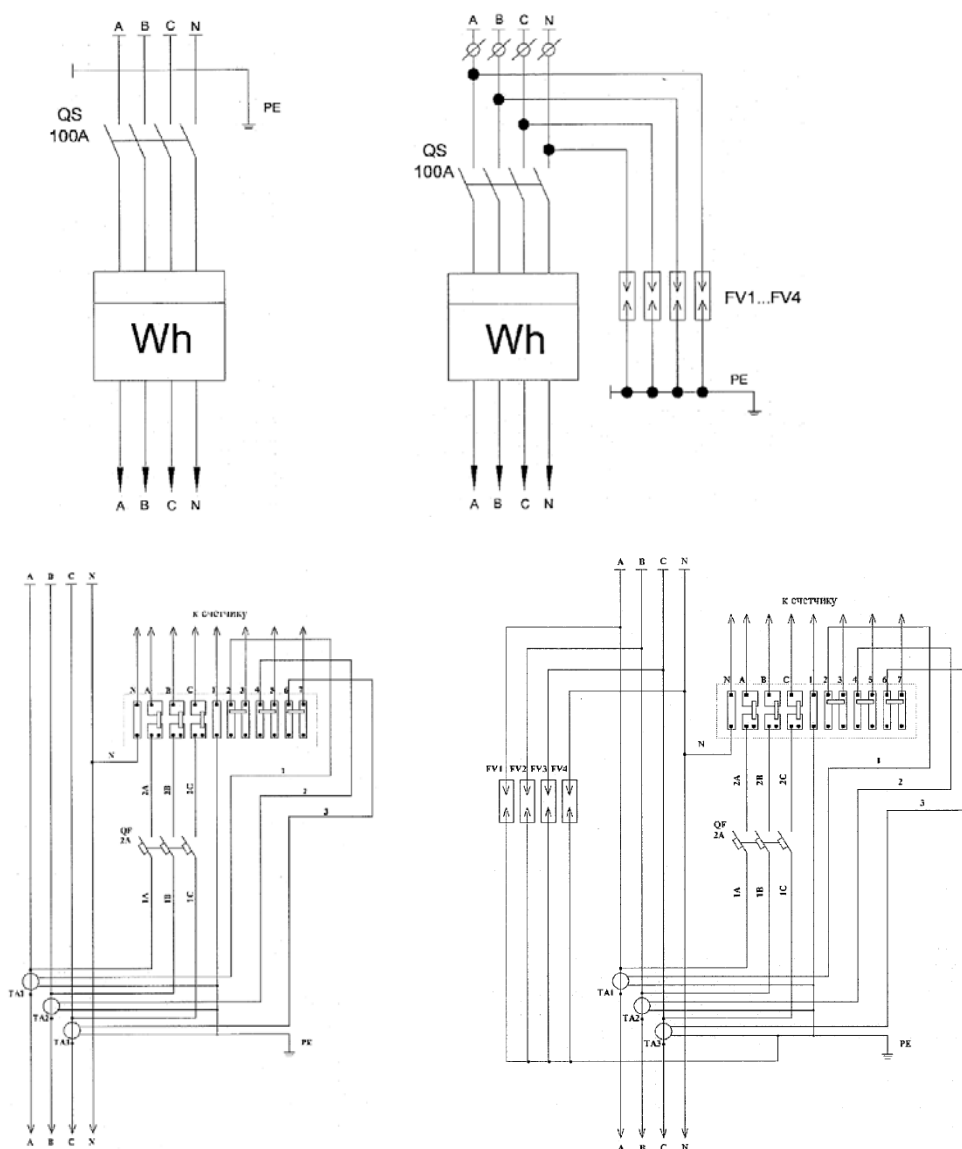 A B C N
PE
QS
100A
Wh
A B C N
A B C N
QS
100A
FV1...FV4
Wh
PE
A B C N
A B C N
к счетчику
N A B C 1 2 3 4 5 6 7
N
1
2A 2B 2C
2
3
QF
2A
1A 1B 1C
TA1
TA2
TA3
PE
A B C N
A B C N
к счетчику
N A B C 1 2 3 4 5 6 7
N
1
FV1 FV2 FV3 FV4
2A 2B 2C
2
3
QF
2A
1A 1B 1C
TA1
TA2
TA3
PE
A B C N